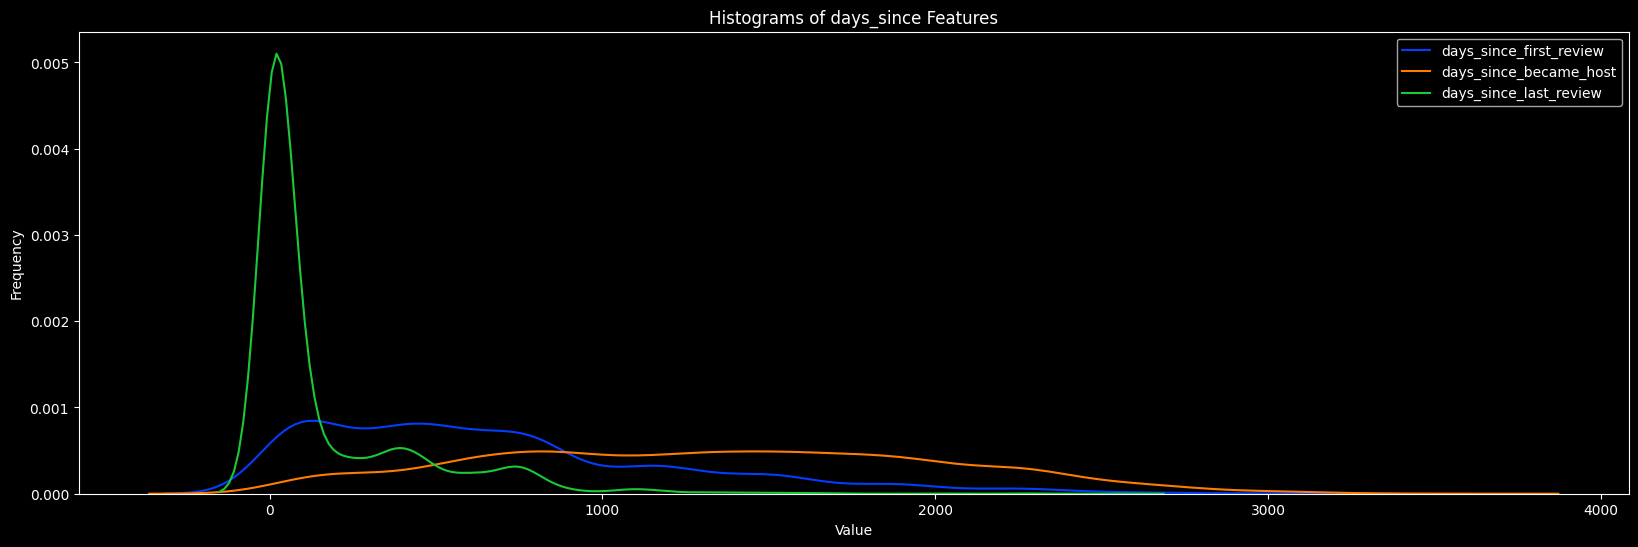 Histograms of days_since Features
days_since_first_review
days_since_became_host
days_since_last_review
Frequency
0.005
0.004
0.003
0.002
0.001
0.000
0
1000
2000
3000
4000
Value